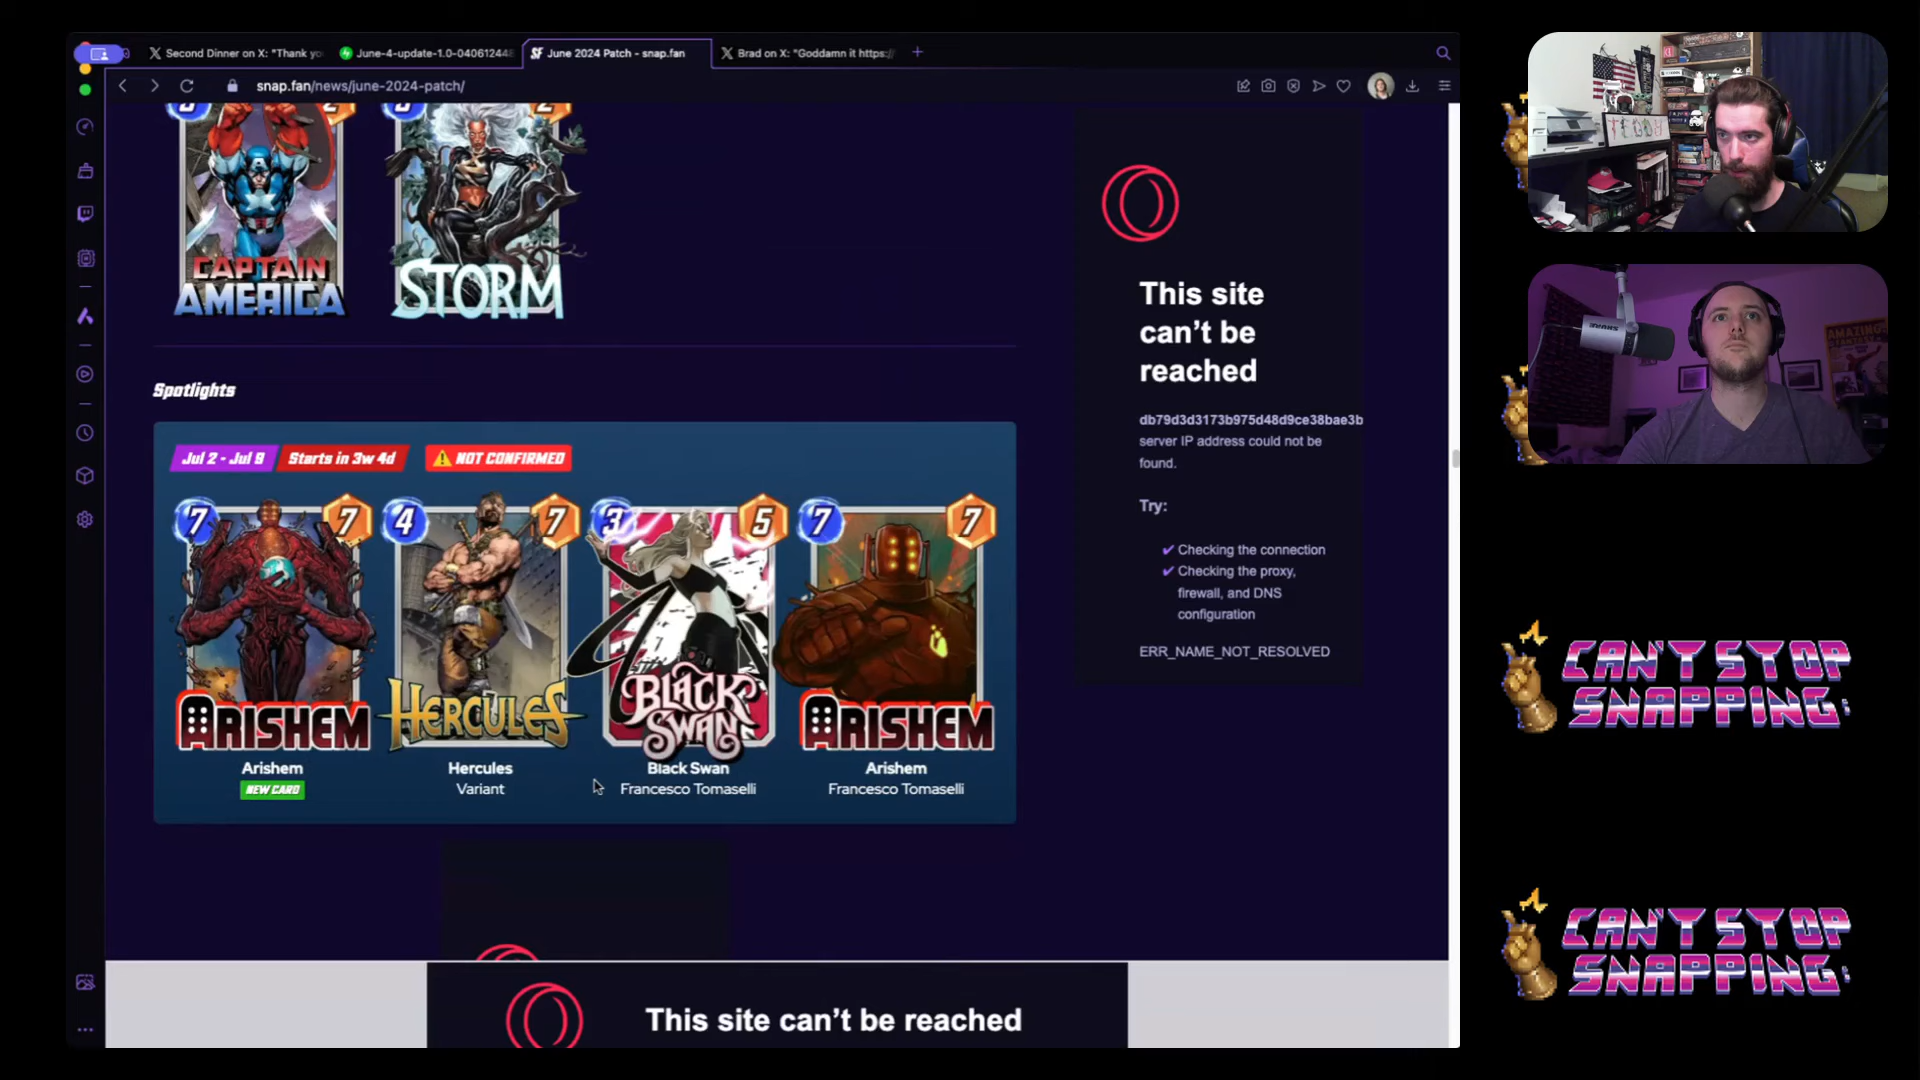 Second Dinner on X: "Thank yo
June-4-update-1.0-040612448
June 2024 Patch - snap.fan
Brad on X: "Goddamn it https:/
snap.fan/news/june-2024-patch/
CAPTAIN
AMERICA
STORM
Spotlights
Jul 2 - Jul 9
Starts in 3w 4d
NOT CONFIRMED
7 7 4 7 3 5 7 7
ARISHEM
HERCULES
BLACK
SWAN
ARISHEM
Arishem
NEW CARD
Hercules
Variant
Black Swan
Francesco Tomaselli
Arishem
Francesco Tomaselli
This site
can't be
reached
db79d3d3173b975d48d9ce38bae3b
server IP address could not be
found.
Try:
Checking the connection
Checking the proxy,
firewall, and DNS
configuration
ERR_NAME_NOT_RESOLVED
This site can't be reached
CAN'T STOP
SNAPPING:
CAN'T STOP
SNAPPING: